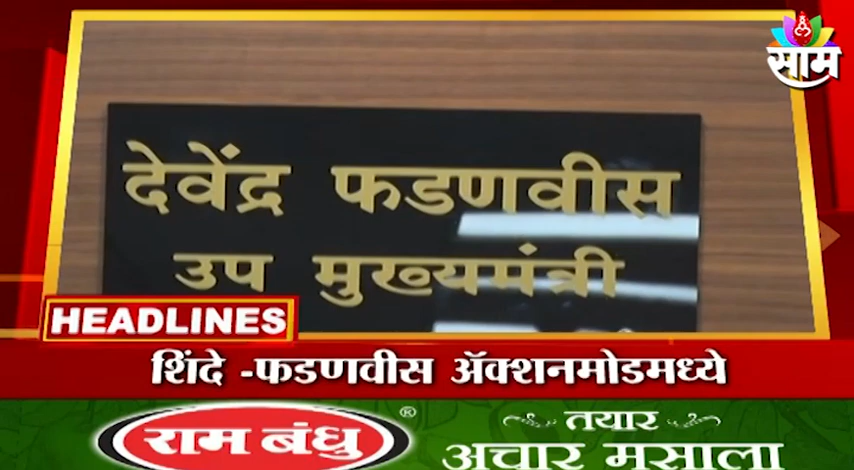 साम
देवेंद्र फडणवीस
उप मुख्यमंत्री
HEADLINES
शिंदे -फडणवीस ॲक्शनमोडमध्ये
राम बंधु ®
तयार
अचार मसाला